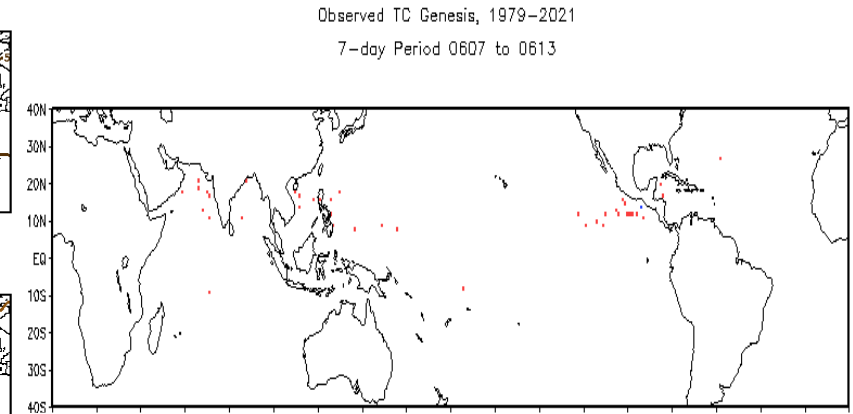 Observed TC Genesis, 1979-2021
7-day Period 0607 to 0613
40N
30N
20N
10N
EQ
10S
20S
30S
40S